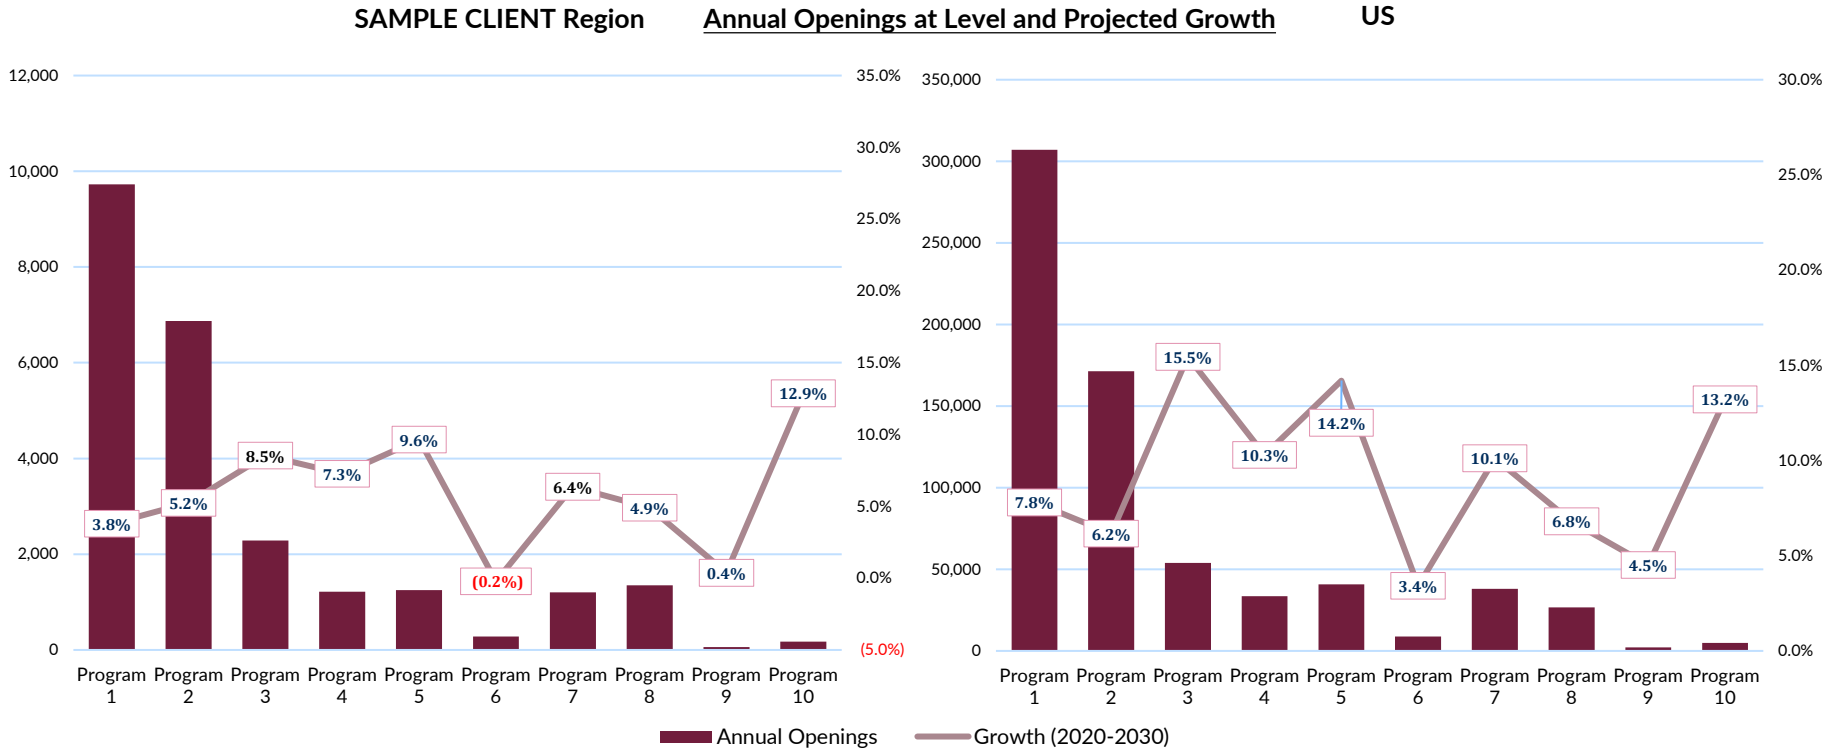 SAMPLE CLIENT Region
Annual Openings at Level and Projected Growth
US
12,000
10,000
8,000
6,000
4,000
2,000
0
35.0%
30.0%
25.0%
20.0%
15.0%
10.0%
5.0%
0.0%
(5.0%)
3.8%
5.2%
8.5%
7.3%
9.6%
(0.2%)
6.4%
4.9%
0.4%
12.9%
Program 1
Program 2
Program 3
Program 4
Program 5
Program 6
Program 7
Program 8
Program 9
Program 10
350,000
300,000
250,000
200,000
150,000
100,000
50,000
0
30.0%
25.0%
20.0%
15.0%
10.0%
5.0%
0.0%
7.8%
6.2%
15.5%
10.3%
14.2%
3.4%
10.1%
6.8%
4.5%
13.2%
Program 1
Program 2
Program 3
Program 4
Program 5
Program 6
Program 7
Program 8
Program 9
Program 10
Annual Openings
Growth (2020-2030)